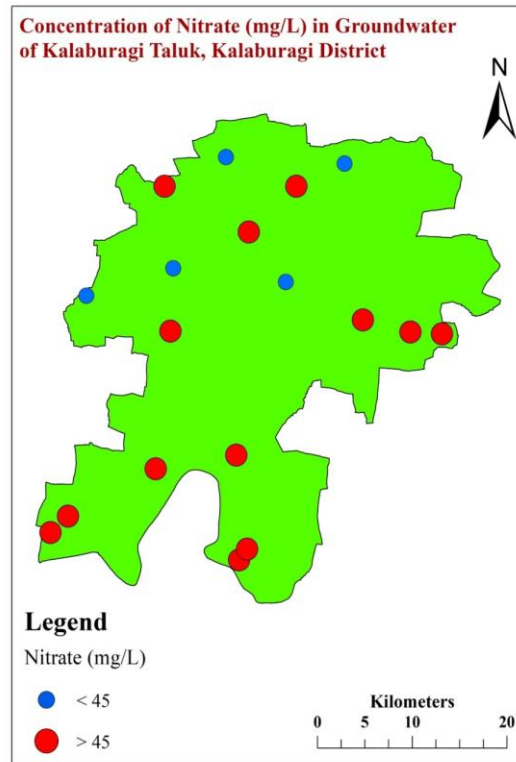 Concentration of Nitrate (mg/L) in Groundwater
of Kalaburagi Taluk, Kalaburagi District
N
Legend
Nitrate (mg/L)
< 45
> 45
Kilometers
0 5 10 20